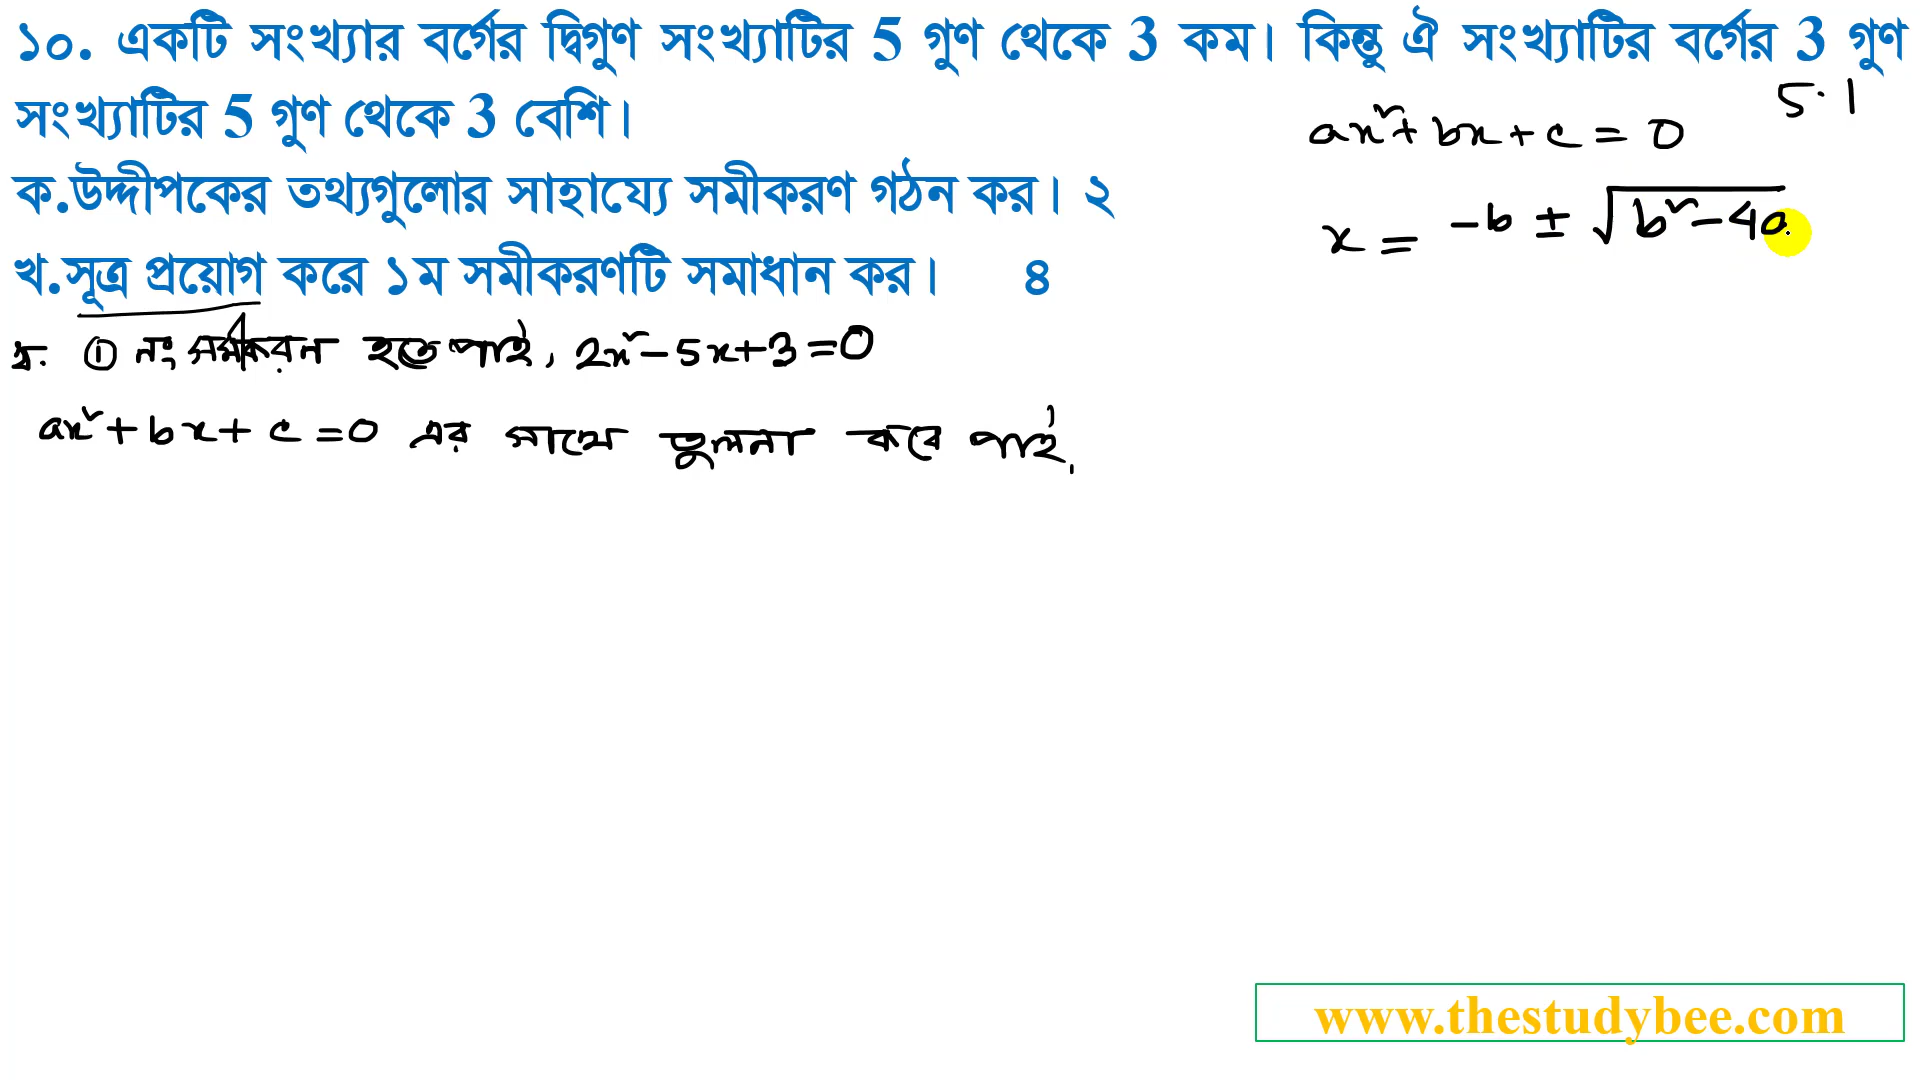 ১০. একটি সংখ্যার বর্গের দ্বিগুণ সংখ্যাটির 5 গুণ থেকে 3 কম। কিন্তু ঐ সংখ্যাটির বর্গের 3 গুণ
সংখ্যাটির 5 গুণ থেকে 3 বেশি।
5.1
ax²+bx+c=0
ক.উদ্দীপকের তথ্যগুলোর সাহায্যে সমীকরণ গঠন কর। ২
x = -b ± √b²-4a
খ.সূত্র প্রয়োগ করে ১ম সমীকরণটি সমাধান কর। ৪
খ. ① নং সমীকরন হতে পাই, 2x²-5x+3=0
ax²+bx+c=0 এর সাথে তুলনা করে পাই,
www.thestudybee.com